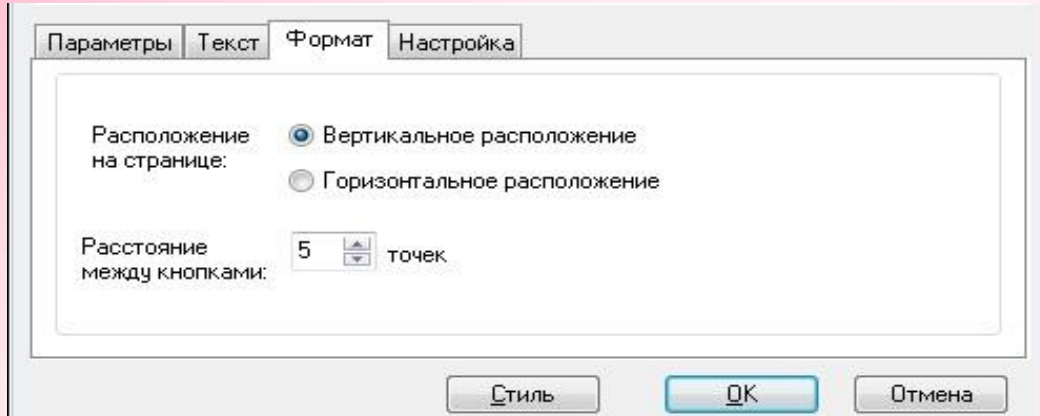 Параметры Текст Формат Настройка
Расположение
на странице:
Вертикальное расположение
Горизонтальное расположение
Расстояние
между кнопками:
5 точек
Стиль OK Отмена